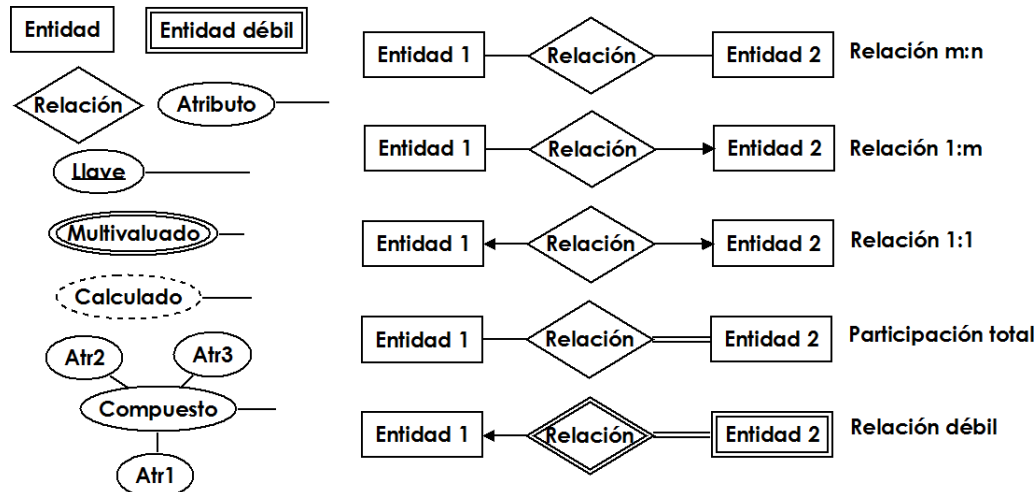 Entidad
Entidad débil
Relación
Atributo
Llave
Multivaluado
Calculado
Atr2
Atr3
Compuesto
Atr1
Entidad 1
Relación
Entidad 2
Relación m:n
Entidad 1
Relación
Entidad 2
Relación 1:m
Entidad 1
Relación
Entidad 2
Relación 1:1
Entidad 1
Relación
Entidad 2
Participación total
Entidad 1
Relación
Entidad 2
Relación débil